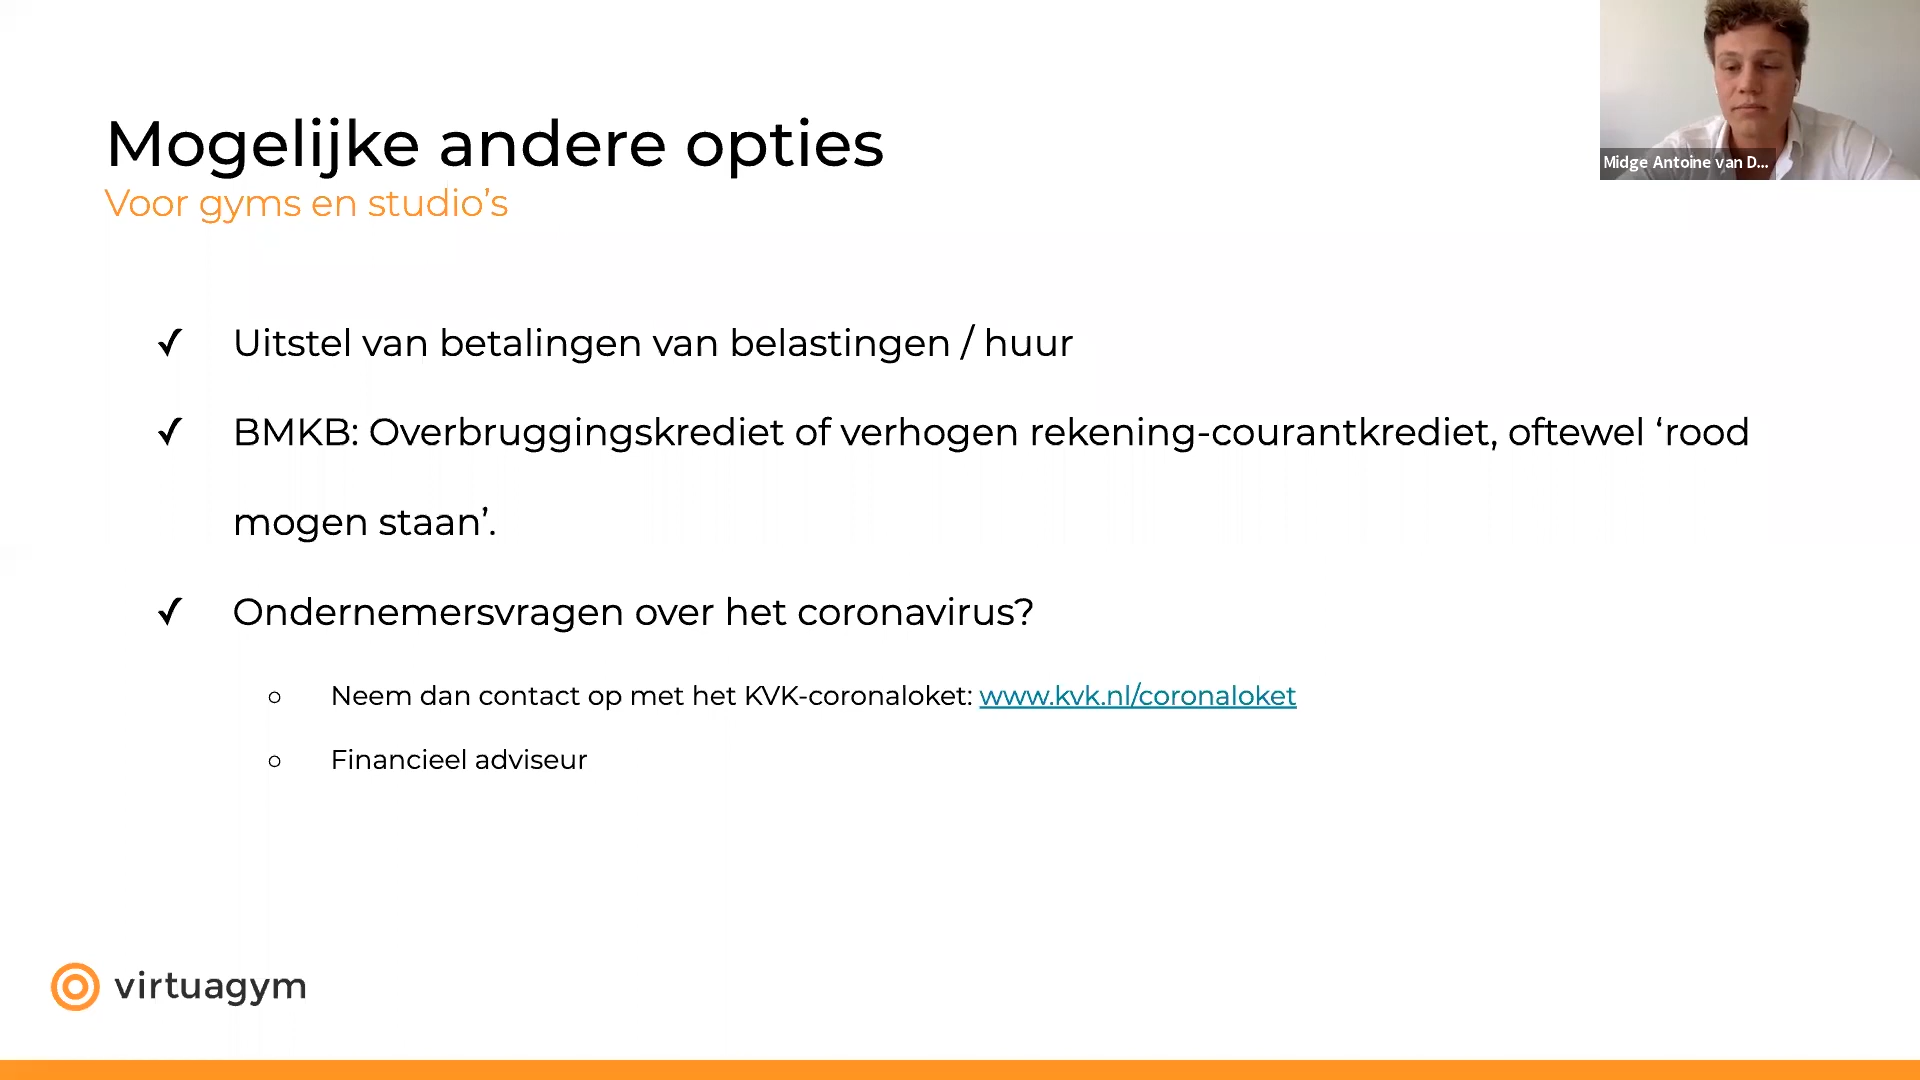 Mogelijke andere opties
Voor gyms en studio’s
Midge Antoine van D...
✓ Uitstel van betalingen van belastingen / huur
✓ BMKB: Overbruggingskrediet of verhogen rekening-courantkrediet, oftewel ‘rood
mogen staan’.
✓ Ondernemersvragen over het coronavirus?
○ Neem dan contact op met het KVK-coronaloket: www.kvk.nl/coronaloket
○ Financieel adviseur
virtuagym